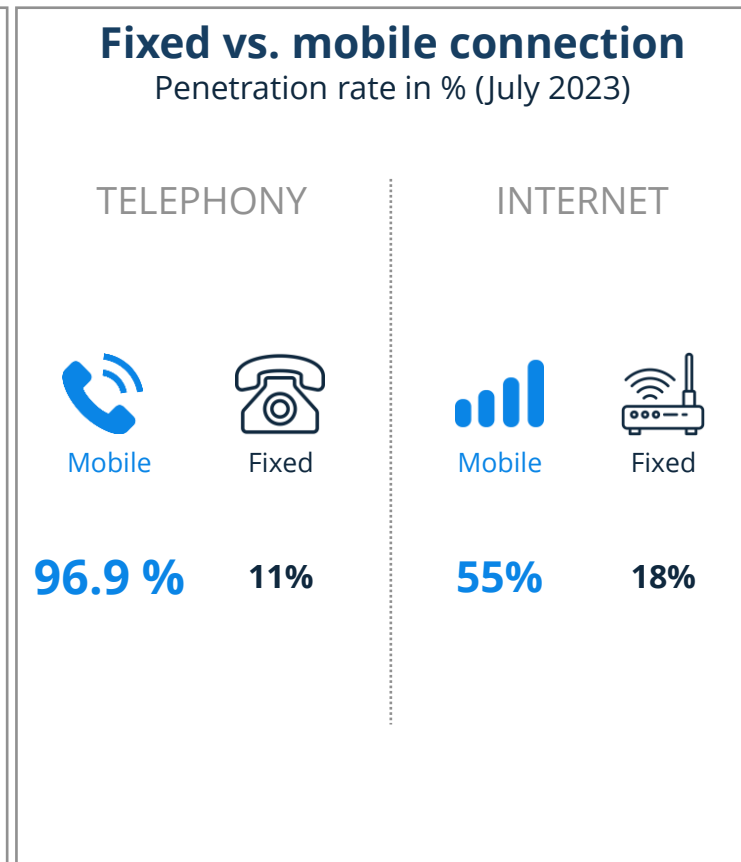 Fixed vs. mobile connection
Penetration rate in % (July 2023)
TELEPHONY
INTERNET
Mobile
Fixed
Mobile
Fixed
96.9 %
11%
55%
18%